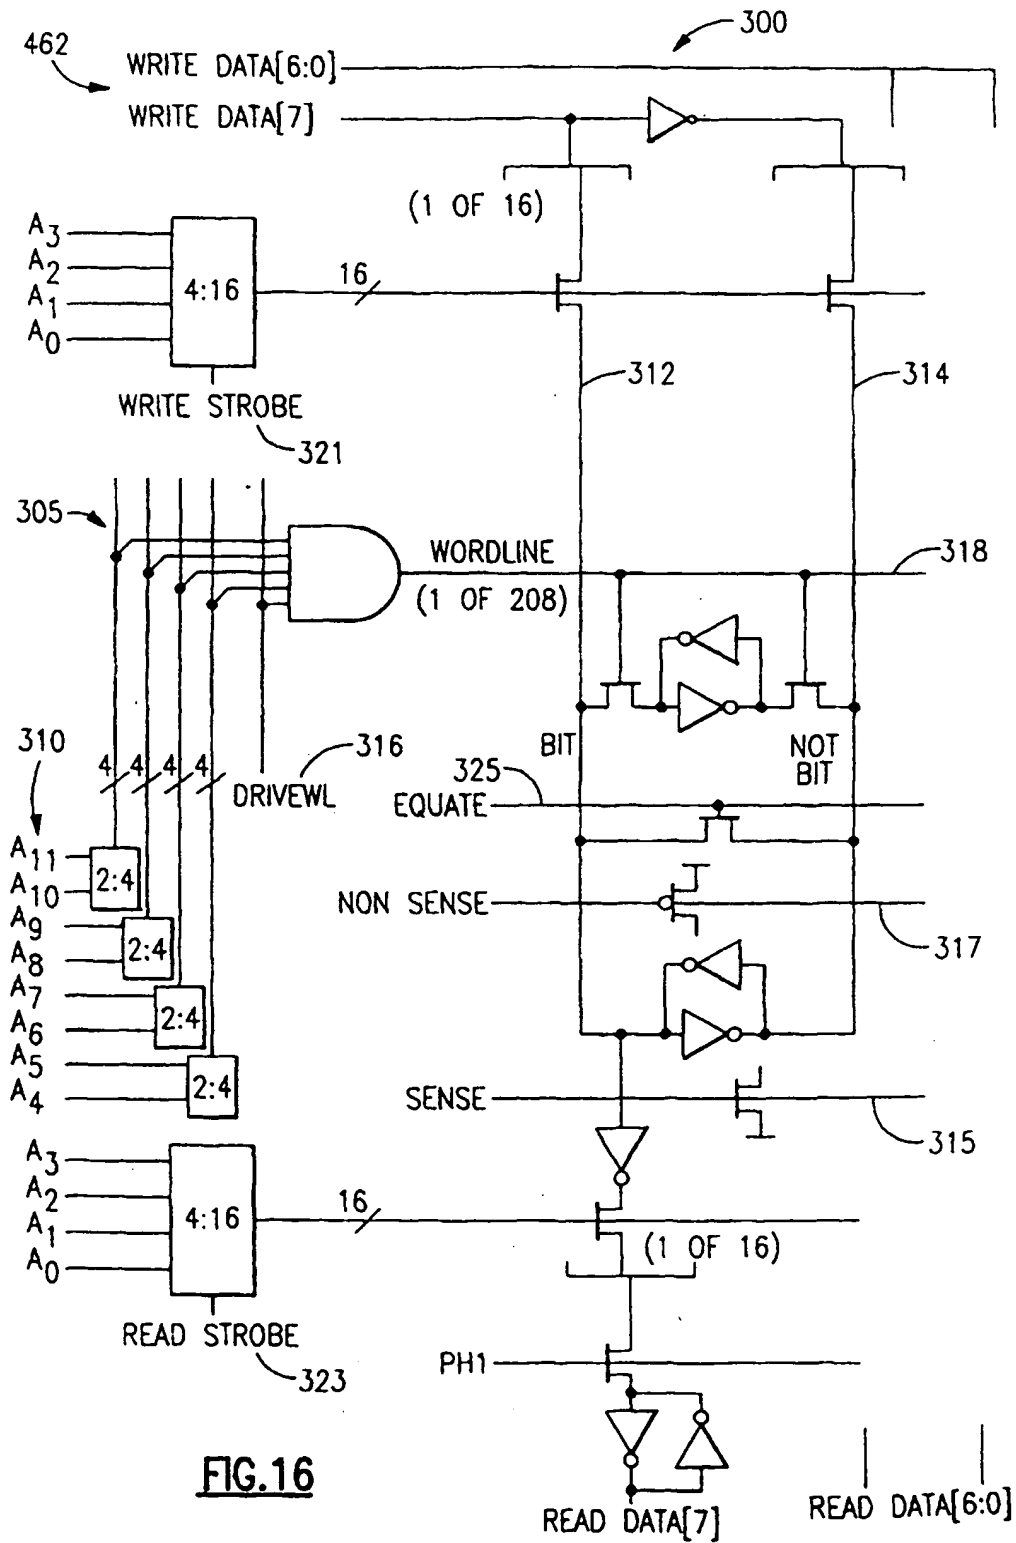 300
462
WRITE DATA[6:0]
WRITE DATA[7]
(1 OF 16)
A3
A2
A1
A0
4:16
16
WRITE STROBE
321
312
314
305
WORDLINE
(1 OF 208)
318
310
4
4
4
4
316
DRIVEWL
BIT
NOT
BIT
325
EQUATE
A11
A10
2:4
NON SENSE
317
A9
A8
2:4
A7
A6
2:4
A5
A4
2:4
SENSE
315
A3
A2
A1
A0
4:16
16
(1 OF 16)
READ STROBE
323
PH1
FIG.16
READ DATA[7]
READ DATA[6:0]